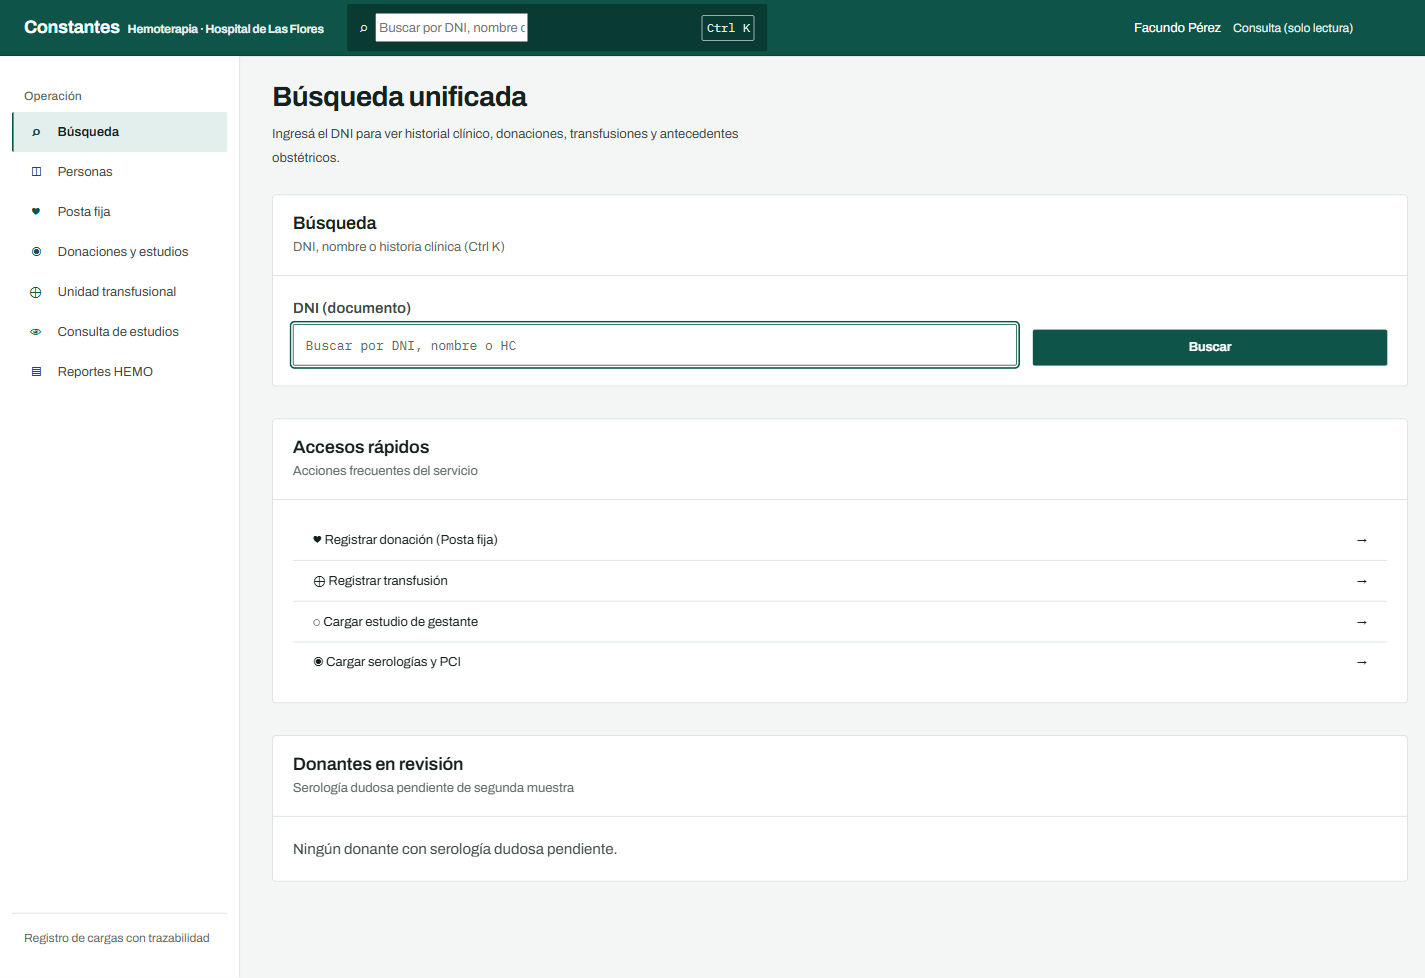 Constantes Hemoterapia · Hospital de Las Flores
Buscar por DNI, nombre
Ctrl K
Facundo Pérez Consulta (solo lectura)
Operación
Búsqueda
Personas
Posta fija
Donaciones y estudios
Unidad transfusional
Consulta de estudios
Reportes HEMO
Registro de cargas con trazabilidad
Búsqueda unificada
Ingresá el DNI para ver historial clínico, donaciones, transfusiones y antecedentes
obstétricos.
Búsqueda
DNI, nombre o historia clínica (Ctrl K)
DNI (documento)
Buscar por DNI, nombre o HC
Buscar
Accesos rápidos
Acciones frecuentes del servicio
Registrar donación (Posta fija) →
Registrar transfusión →
Cargar estudio de gestante →
Cargar serologías y PCI →
Donantes en revisión
Serología dudosa pendiente de segunda muestra
Ningún donante con serología dudosa pendiente.